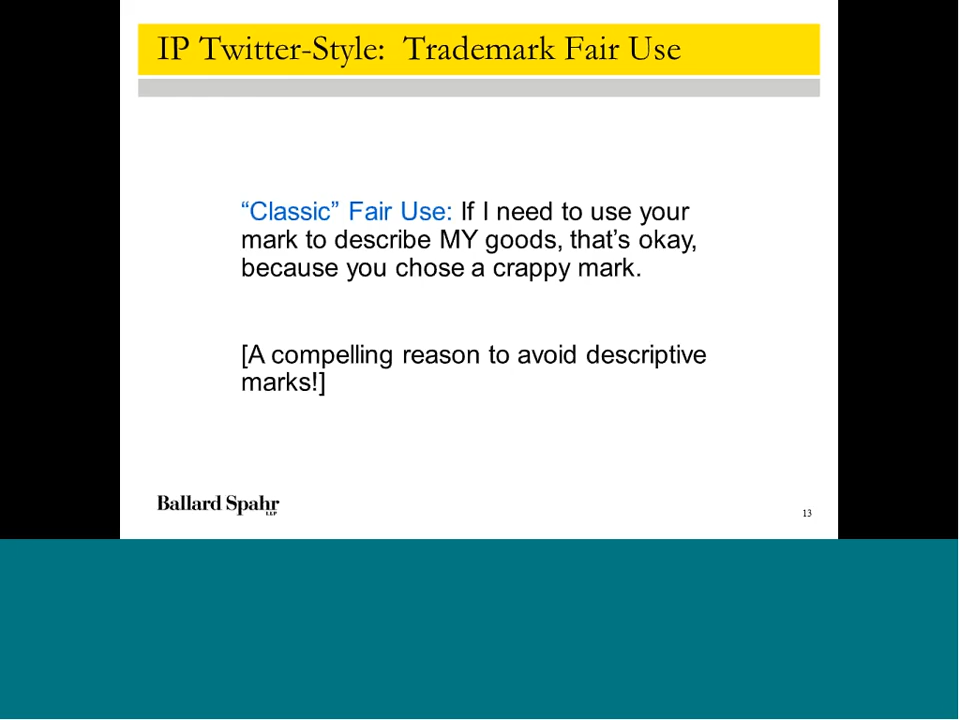 IP Twitter-Style: Trademark Fair Use
“Classic” Fair Use: If I need to use your
mark to describe MY goods, that’s okay,
because you chose a crappy mark.
[A compelling reason to avoid descriptive
marks!]
Ballard Spahr
LLP
13